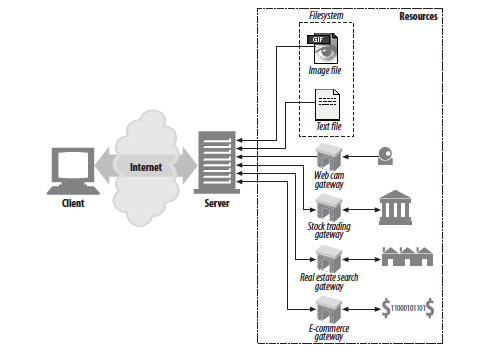 Filesystem
Resources
GIF
Image file
Text file
Internet
Client
Server
Web cam
gateway
Stock trading
gateway
Real estate search
gateway
E-commerce
gateway
$11000101101$